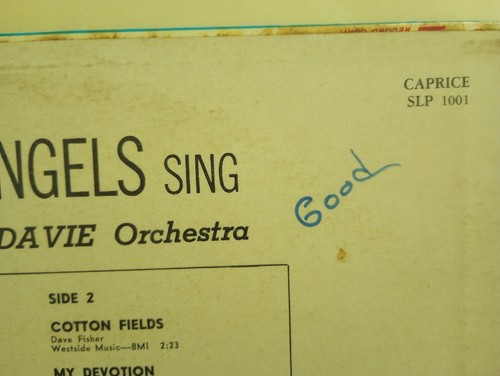 CAPRICE
SLP 1001
NGELS SING
DAVIE Orchestra
Good
SIDE 2
COTTON FIELDS
Dave Fisher
Westside Music—BMI 2:23
MY DEVOTION